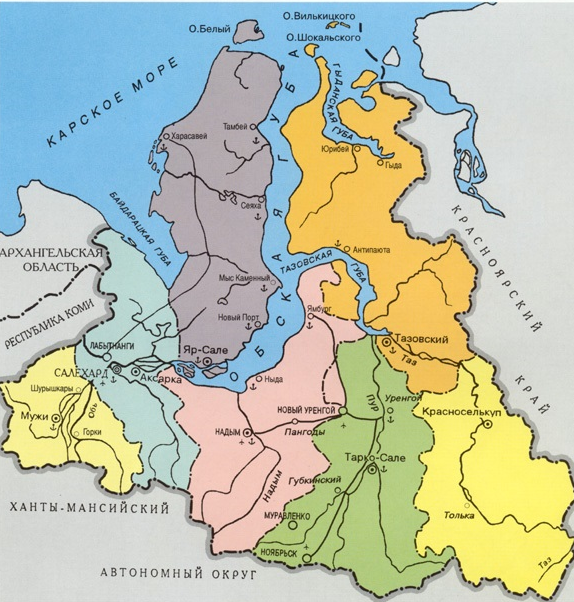 О.Вилькицкого
О.Белый
О.Шокальского
КАРСКОЕ МОРЕ
ОБСКАЯ ГУБА
ГЫДАНСКАЯ ГУБА
Тамбей
Харасавей
Юрибей
Гыда
Сеяха
БАЙДАРАЦКАЯ ГУБА
АРХАНГЕЛЬСКАЯ
ОБЛАСТЬ
КРАСНОЯРСКИЙ
КРАЙ
Антипаюта
ТАЗОВСКАЯ
ГУБА
Мыс Каменный
РЕСПУБЛИКА КОМИ
Новый Порт
Ямбург
ЛАБЫТНАНГИ
Яр-Сале
Тазовский
Таз
САЛЕХАРД
Аксарка
Ныда
Шурышкары
Обь
Мужи
Горки
НОВЫЙ УРЕНГОЙ
ПУР
Уренгой
Красноселькуп
НАДЫМ
Пангоды
Тарко-Сале
Надым
Губкинский
Толька
ХАНТЫ-МАНСИЙСКИЙ
МУРАВЛЕНКО
НОЯБРЬСК
Таз
АВТОНОМНЫЙ ОКРУГ